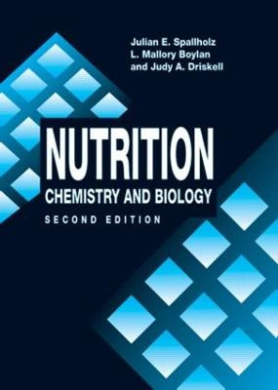 Julian E. Spallholz
L. Mallory Boylan
and Judy A. Driskell
NUTRITION
CHEMISTRY AND BIOLOGY
SECOND EDITION